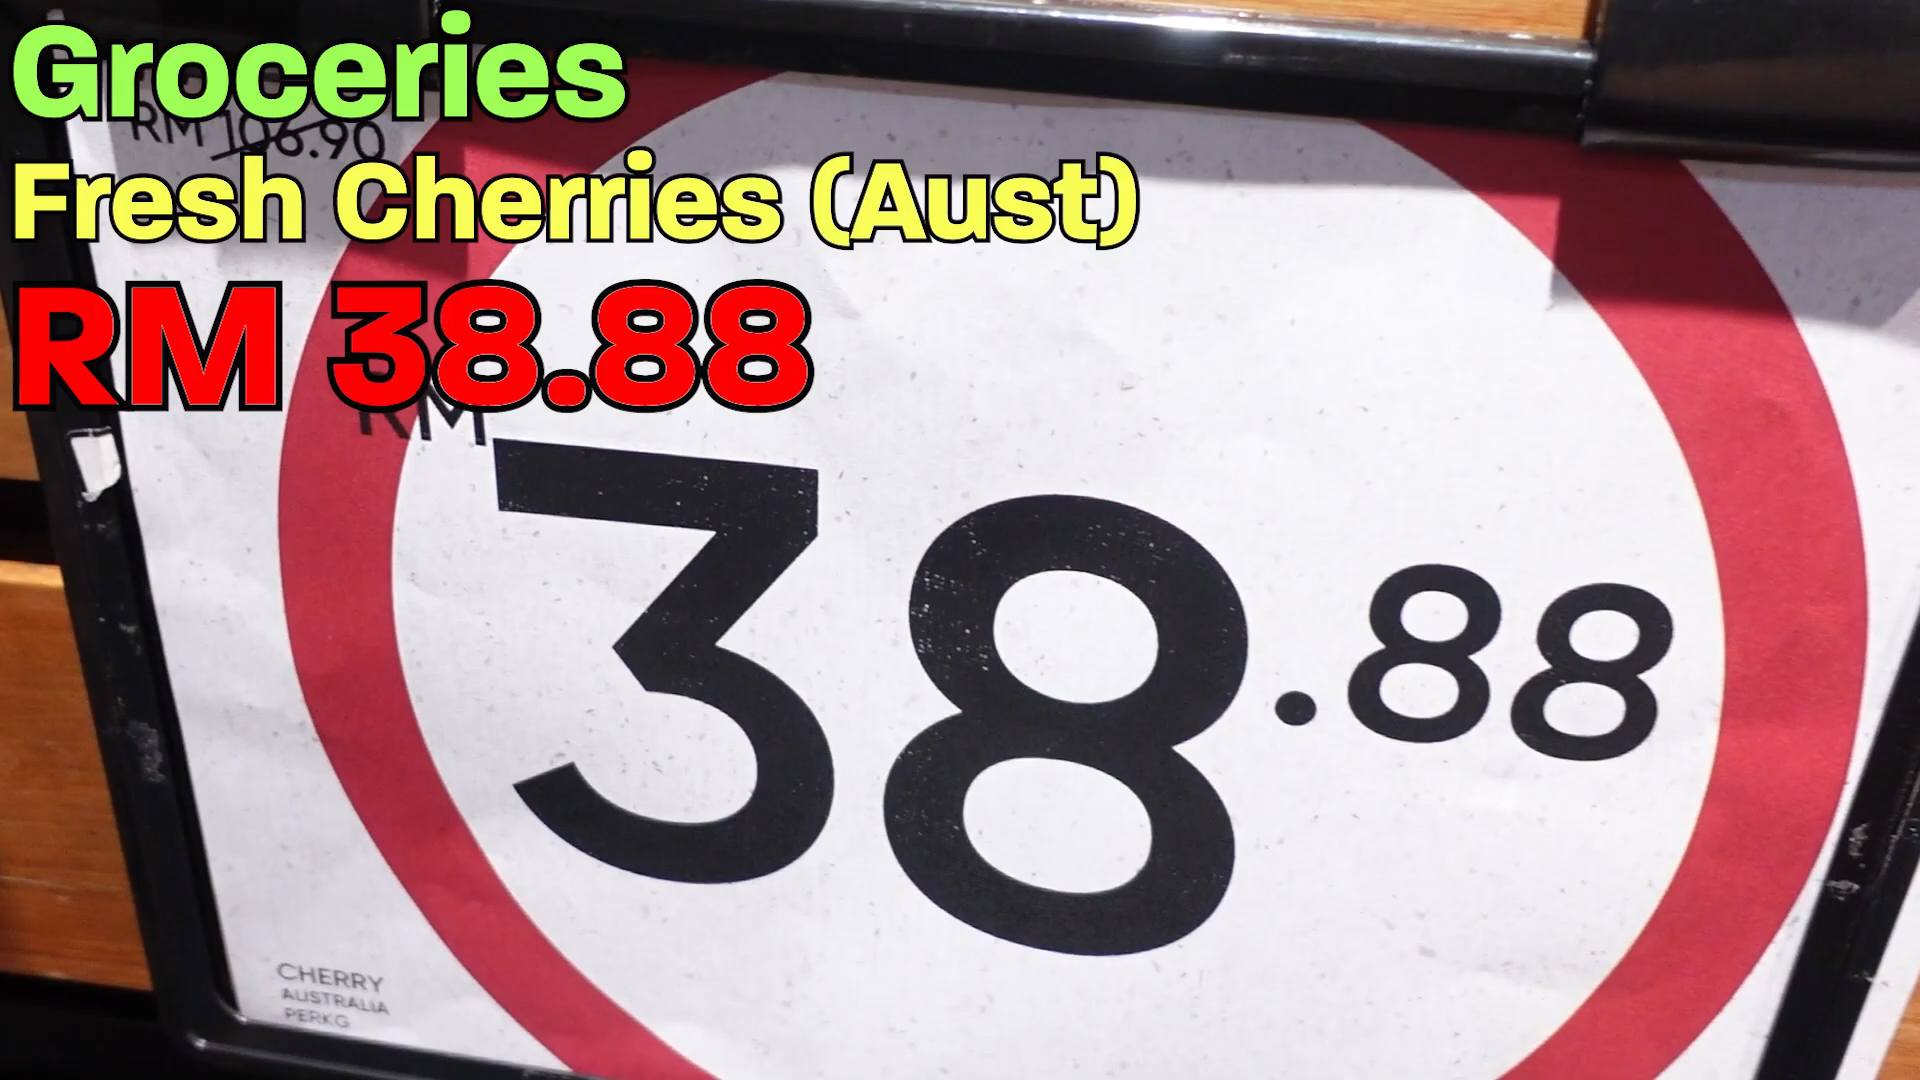 Groceries
RM 106.90
Fresh Cherries (Aust)
RM 38.88
RM
38.88
CHERRY
AUSTRALIA
PERKG